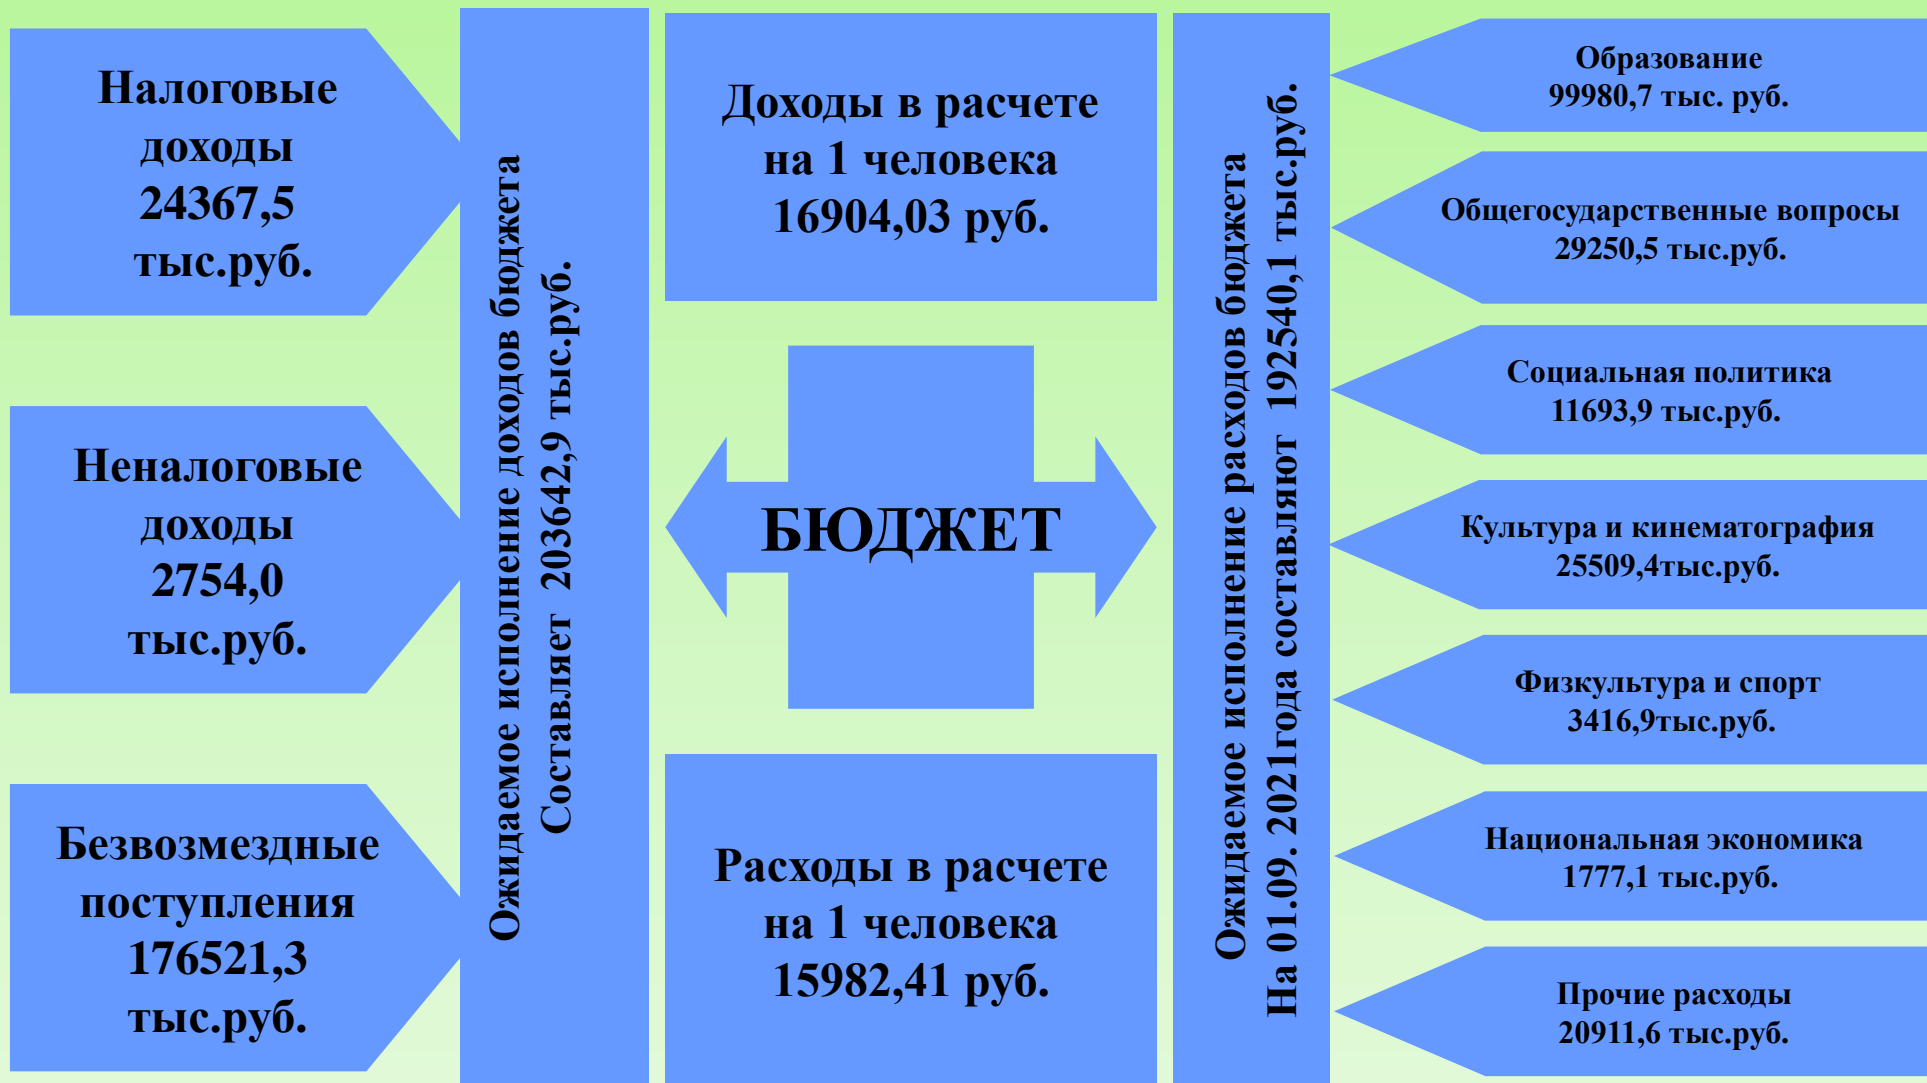 Налоговые
доходы
24367,5
тыс.руб.
Неналоговые
доходы
2754,0
тыс.руб.
Безвозмездные
поступления
176521,3
тыс.руб.
Ожидаемое исполнение доходов бюджета
Составляет 203642,9 тыс.руб.
Доходы в расчете
на 1 человека
16904,03 руб.
БЮДЖЕТ
Расходы в расчете
на 1 человека
15982,41 руб.
Ожидаемое исполнение расходов бюджета
На 01.09. 2021года составляют 192540,1 тыс.руб.
Образование
99980,7 тыс. руб.
Общегосударственные вопросы
29250,5 тыс.руб.
Социальная политика
11693,9 тыс.руб.
Культура и кинематография
25509,4тыс.руб.
Физкультура и спорт
3416,9тыс.руб.
Национальная экономика
1777,1 тыс.руб.
Прочие расходы
20911,6 тыс.руб.